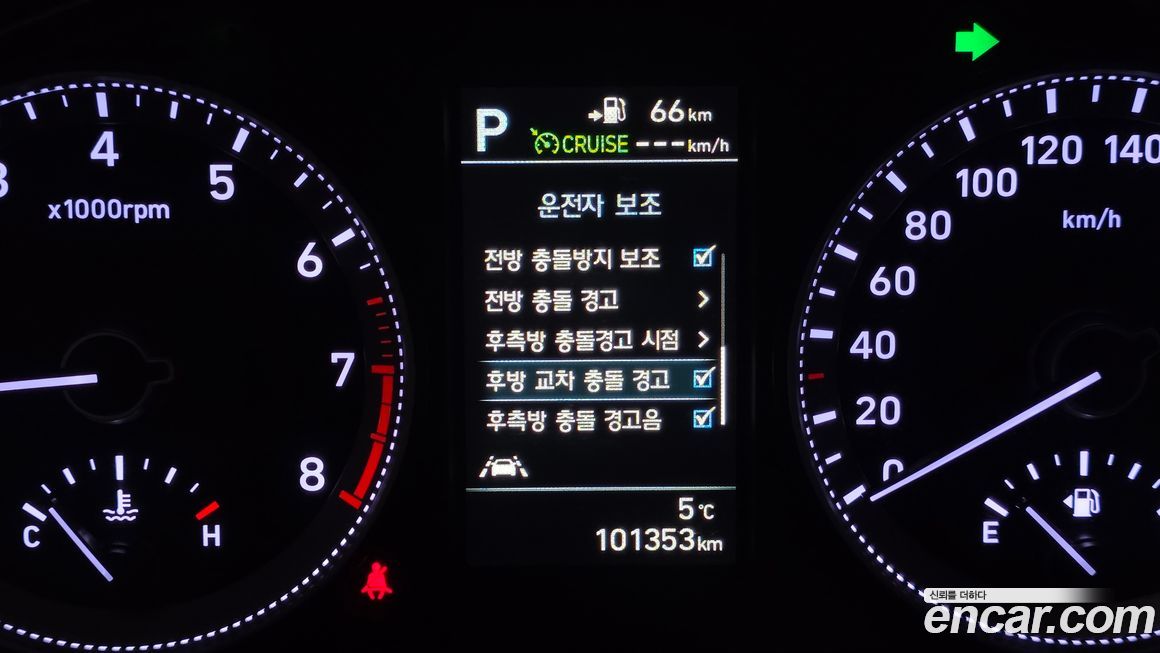 3
4
5
6
7
8
x1000rpm
C
H
P
66 km
CRUISE ---km/h
운전자 보조
전방 충돌방지 보조
전방 충돌 경고
후측방 충돌경고 시점
후방 교차 충돌 경고
후측방 충돌 경고음
5℃
101353km
0
20
40
60
80
100
120
140
km/h
E
신뢰를 더하다
encar.com